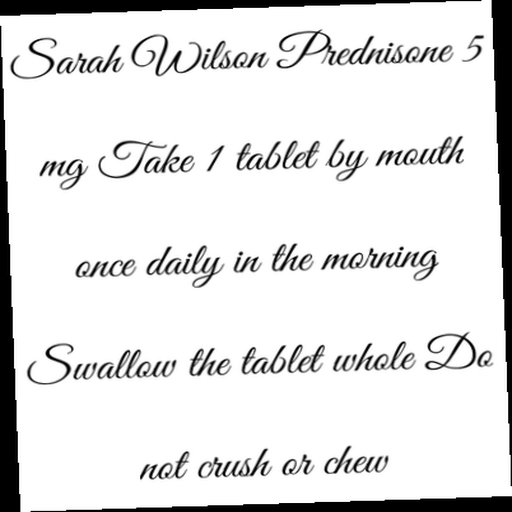 Sarah Wilson Prednisone 5
mg Take 1 tablet by mouth
once daily in the morning
Swallow the tablet whole Do
not crush or chew